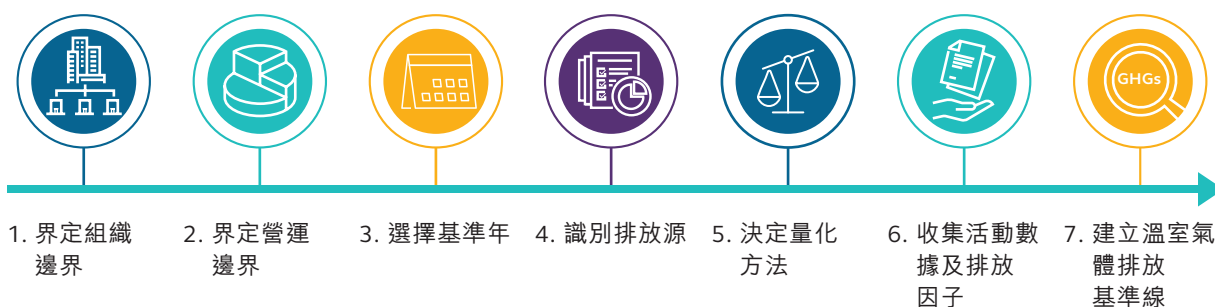 GHGs
1. 界定組織
邊界
2. 界定營運
邊界
3. 選擇基準年
4. 識別排放源
5. 決定量化
方法
6. 收集活動數
據及排放
因子
7. 建立溫室氣
體排放
基準線